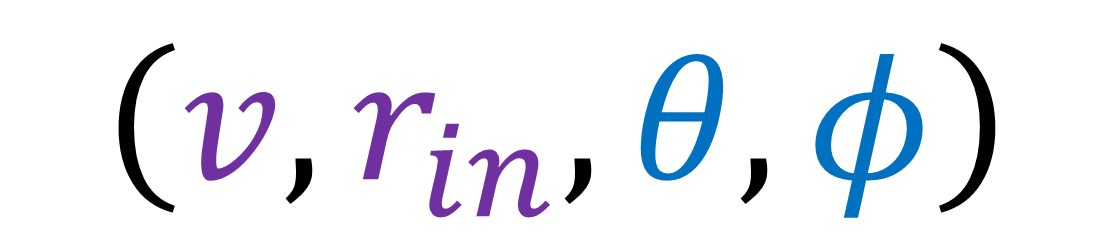 (v, r_in, θ, ϕ)